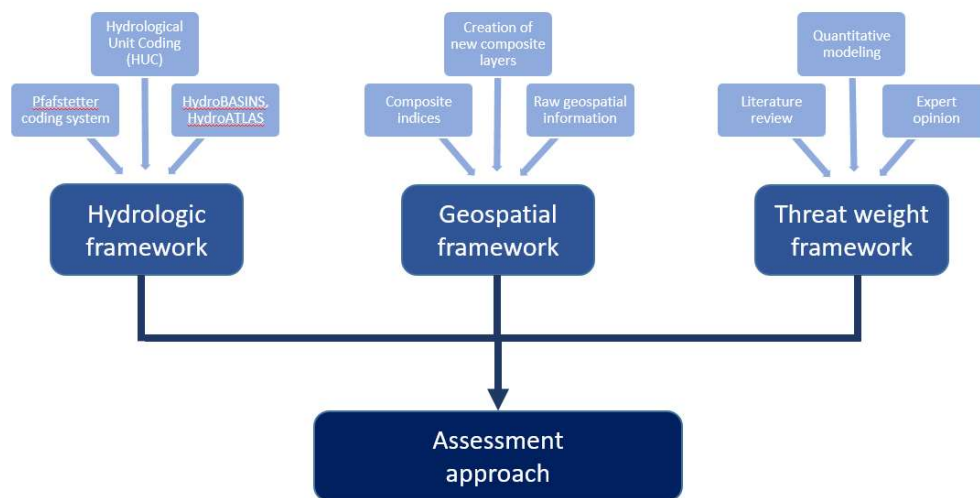 Hydrological
Unit Coding
(HUC)
Pfafstetter
coding system
HydroBASINS,
HydroATLAS
Hydrologic
framework
Creation of
new composite
layers
Composite
indices
Raw geospatial
information
Geospatial
framework
Quantitative
modeling
Literature
review
Expert
opinion
Threat weight
framework
Assessment
approach